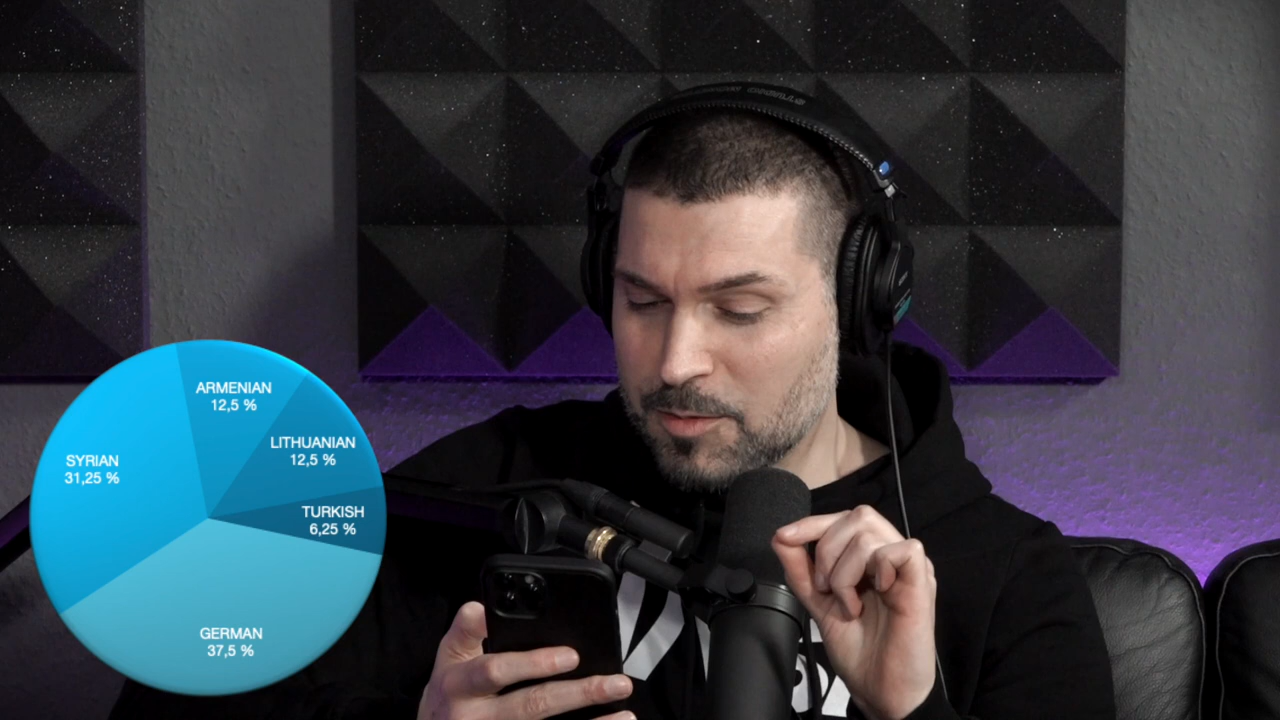 ARMENIAN
12,5 %
LITHUANIAN
12,5 %
SYRIAN
31,25 %
TURKISH
6,25 %
GERMAN
37,5 %